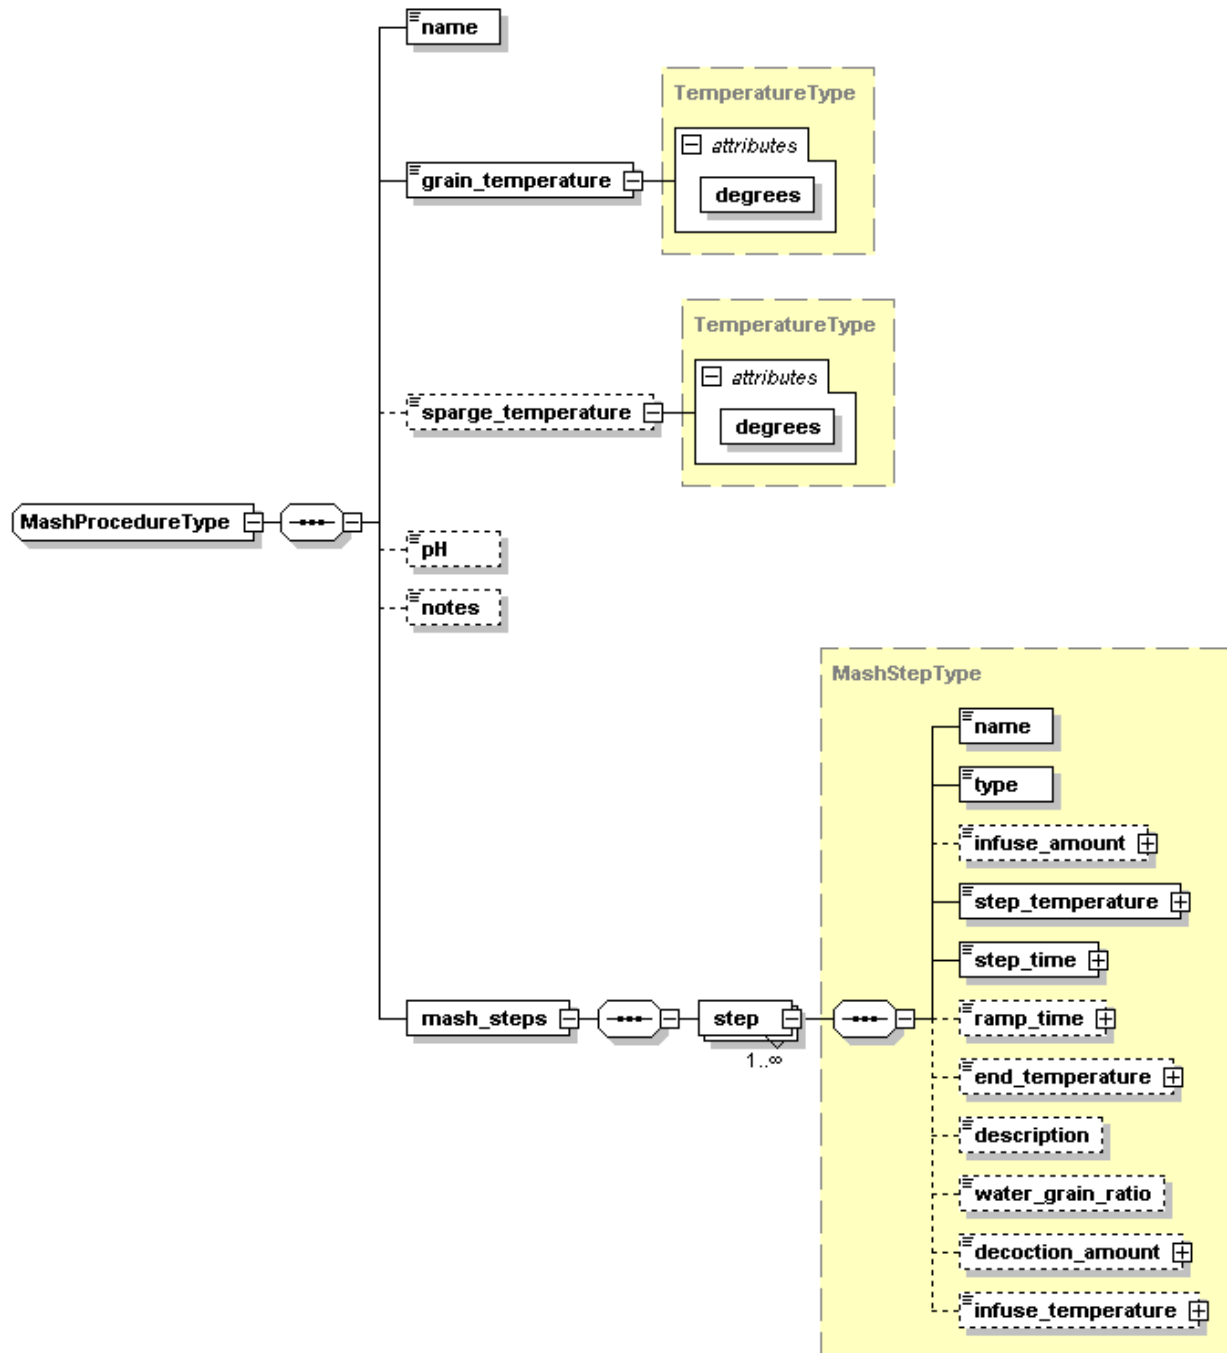 name
TemperatureType
attributes
grain_temperature
degrees
TemperatureType
attributes
sparge_temperature
degrees
MashProcedureType
pH
notes
MashStepType
name
type
infuse_amount
step_temperature
step_time
mash_steps
step
1..∞
ramp_time
end_temperature
description
water_grain_ratio
decoction_amount
infuse_temperature